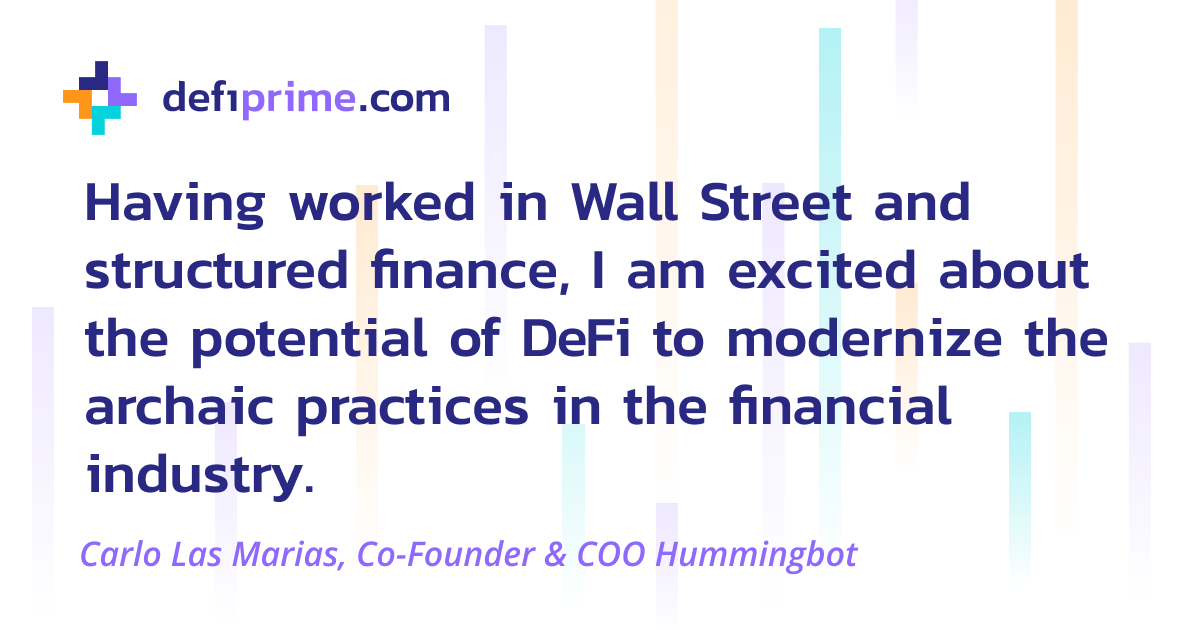 defiprime.com
Having worked in Wall Street and
structured finance, I am excited about
the potential of DeFi to modernize the
archaic practices in the financial
industry.
Carlo Las Marias, Co-Founder & COO Hummingbot